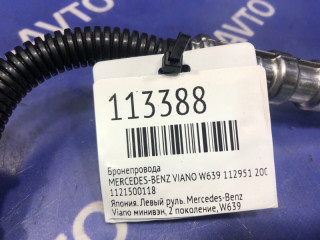 АВТО
113388
Бронепровода
MERCEDES-BENZ VIANO W639 112951 200
1121500118
Япония. Левый руль. Mercedes-Benz
Viano минивэн, 2 поколение, W639